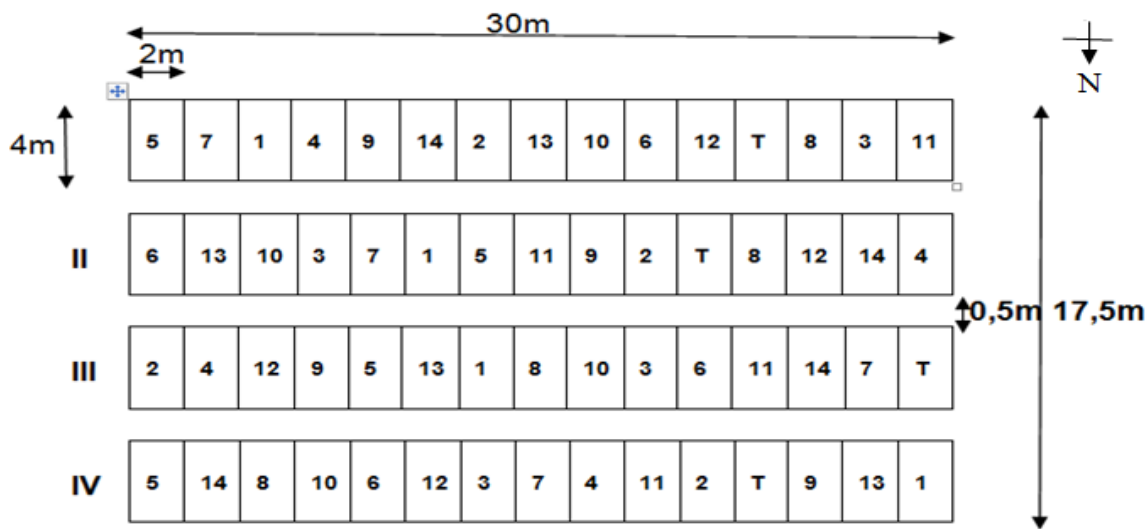 30m
2m
N
4m
5 7 1 4 9 14 2 13 10 6 12 T 8 3 11
II 6 13 10 3 7 1 5 11 9 2 T 8 12 14 4
0,5m 17,5m
III 2 4 12 9 5 13 1 8 10 3 6 11 14 7 T
IV 5 14 8 10 6 12 3 7 4 11 2 T 9 13 1